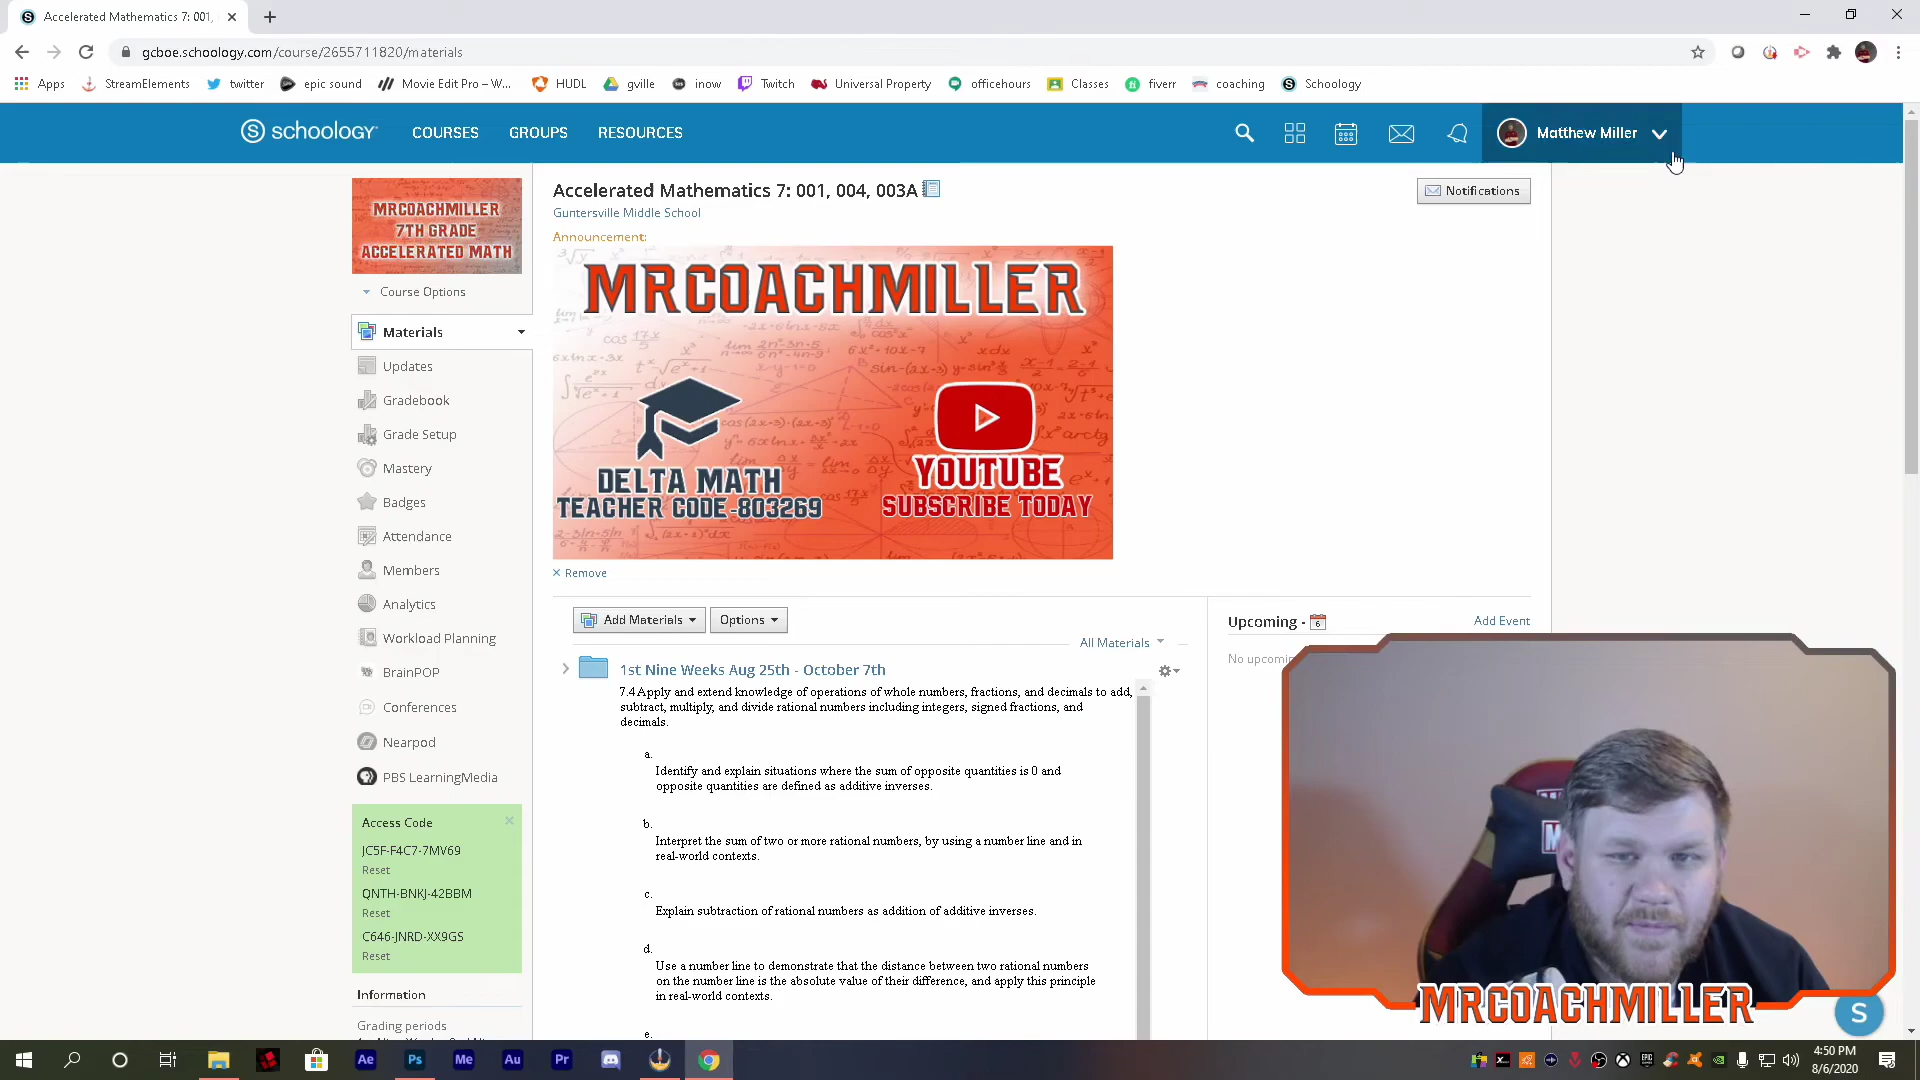 Accelerated Mathematics 7: 001,
gcboe.schoology.com/course/2655711820/materials
Apps StreamElements twitter epic sound Movie Edit Pro – W... HUDL gville inow Twitch Universal Property officehours Classes fiverr coaching Schoology
schoology COURSES GROUPS RESOURCES Matthew Miller
MRCOACHMILLER
7TH GRADE
ACCELERATED MATH
Course Options
Materials
Updates
Gradebook
Grade Setup
Mastery
Badges
Attendance
Members
Analytics
Workload Planning
BrainPOP
Conferences
Nearpod
PBS LearningMedia
Access Code
JC5F-F4C7-7MV69
Reset
QNTH-BNKJ-42BBM
Reset
C646-JNRD-XX9GS
Reset
Information
Grading periods
Accelerated Mathematics 7: 001, 004, 003A
Notifications
Guntersville Middle School
Announcement:
MRCOACHMILLER
DELTA MATH
TEACHER CODE-803269
YOUTUBE
SUBSCRIBE TODAY
Remove
Add Materials Options
All Materials
1st Nine Weeks Aug 25th - October 7th
7.4 Apply and extend knowledge of operations of whole numbers, fractions, and decimals to add,
subtract, multiply, and divide rational numbers including integers, signed fractions, and
decimals.
a.
Identify and explain situations where the sum of opposite quantities is 0 and
opposite quantities are defined as additive inverses.
b.
Interpret the sum of two or more rational numbers, by using a number line and in
real-world contexts.
c.
Explain subtraction of rational numbers as addition of additive inverses.
d.
Use a number line to demonstrate that the distance between two rational numbers
on the number line is the absolute value of their difference, and apply this principle
in real-world contexts.
e.
Upcoming - 6 Add Event
No upcomin
MRCOACHMILLER
S
Ae Ps Me Au Pr
4:50 PM
8/6/2020